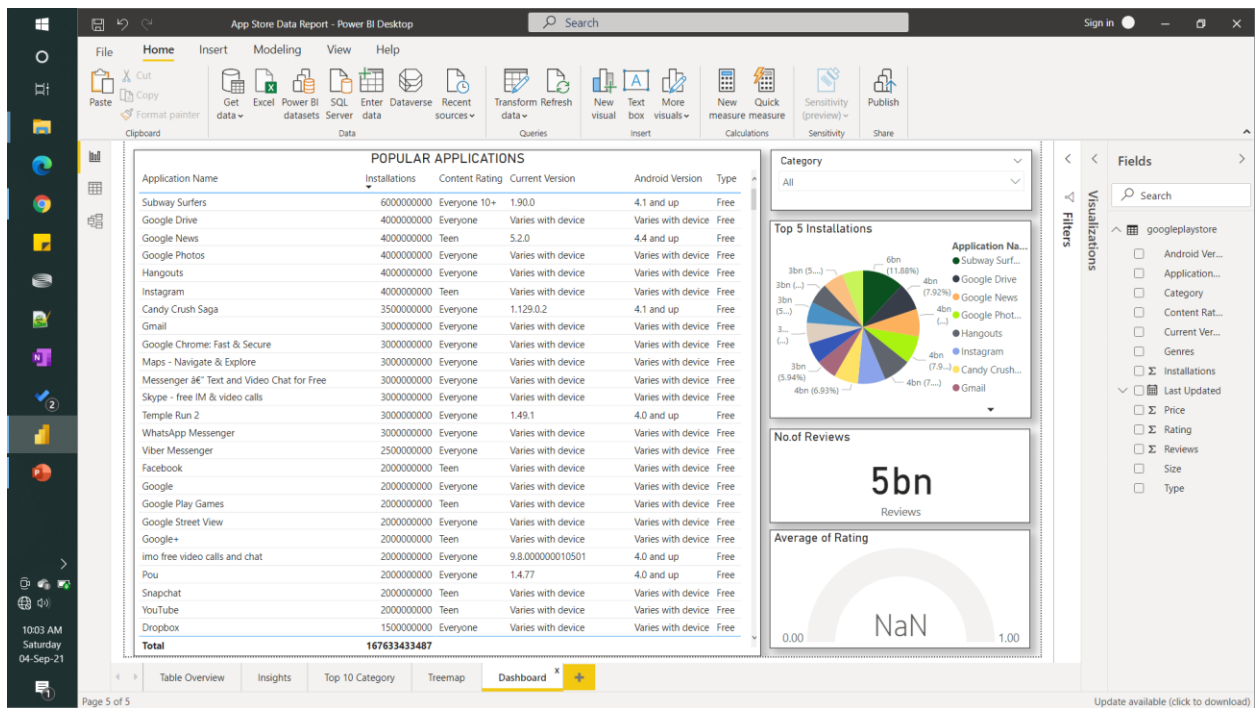 App Store Data Report - Power BI Desktop
Search
Sign in
File Home Insert Modeling View Help
Paste
Cut
Copy
Format painter
Clipboard
Get data
Excel
Power BI datasets
SQL Server
Enter data
Dataverse
Recent sources
Data
Transform data
Refresh
Queries
New visual
Text box
More visuals
Insert
New measure
Quick measure
Calculations
Sensitivity (preview)
Sensitivity
Publish
Share
POPULAR APPLICATIONS
Application Name Installations Content Rating Current Version Android Version Type
Subway Surfers 6000000000 Everyone 10+ 1.90.0 4.1 and up Free
Google Drive 4000000000 Everyone Varies with device Varies with device Free
Google News 4000000000 Teen 5.2.0 4.4 and up Free
Google Photos 4000000000 Everyone Varies with device Varies with device Free
Hangouts 4000000000 Everyone Varies with device Varies with device Free
Instagram 4000000000 Teen Varies with device Varies with device Free
Candy Crush Saga 3500000000 Everyone 1.129.0.2 4.1 and up Free
Gmail 3000000000 Everyone Varies with device Varies with device Free
Google Chrome: Fast & Secure 3000000000 Everyone Varies with device Varies with device Free
Maps - Navigate & Explore 3000000000 Everyone Varies with device Varies with device Free
Messenger â€“ Text and Video Chat for Free 3000000000 Everyone Varies with device Varies with device Free
Skype - free IM & video calls 3000000000 Everyone Varies with device Varies with device Free
Temple Run 2 3000000000 Everyone 1.49.1 4.0 and up Free
WhatsApp Messenger 3000000000 Everyone Varies with device Varies with device Free
Viber Messenger 2500000000 Everyone Varies with device Varies with device Free
Facebook 2000000000 Teen Varies with device Varies with device Free
Google 2000000000 Everyone Varies with device Varies with device Free
Google Play Games 2000000000 Teen Varies with device Varies with device Free
Google Street View 2000000000 Everyone Varies with device Varies with device Free
Google+ 2000000000 Teen Varies with device Varies with device Free
imo free video calls and chat 2000000000 Everyone 9.8.000000010501 4.0 and up Free
Pou 2000000000 Everyone 1.4.77 4.0 and up Free
Snapchat 2000000000 Teen Varies with device Varies with device Free
YouTube 2000000000 Teen Varies with device Varies with device Free
Dropbox 1500000000 Everyone Varies with device Varies with device Free
Total 167633433487
Category
All
Top 5 Installations
6bn
(11.88%)
4bn
(7.92%)
4bn
(...)
4bn
(7.9...)
4bn (7....)
4bn (6.93%)
3bn
(5.94%)
3...
(...)
3bn
(5...)
3bn (...)
3bn (5....)
Application Na...
Subway Surf...
Google Drive
Google News
Google Phot...
Hangouts
Instagram
Candy Crush...
Gmail
No.of Reviews
5bn
Reviews
Average of Rating
NaN
0.00
1.00
Filters
Visualizations
Fields
Search
googleplaystore
Android Ver...
Application...
Category
Content Rat...
Current Ver...
Genres
Σ Installations
Last Updated
Σ Price
Σ Rating
Σ Reviews
Size
Type
2
10:03 AM
Saturday
04-Sep-21
1
Table Overview
Insights
Top 10 Category
Treemap
Dashboard
Page 5 of 5
Update available (click to download)